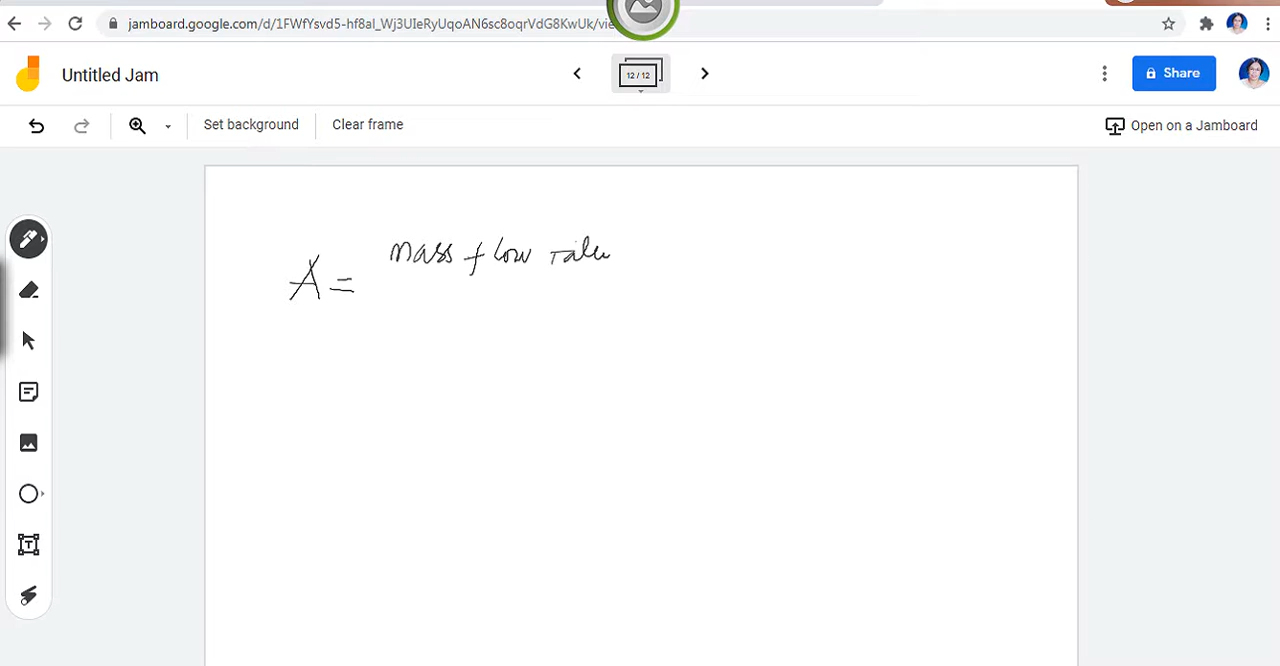 jamboard.google.com/d/1FWfYsvd5-hf8al_Wj3UIeRyUqoAN6sc8oqrVdG8KwUk/vie
Untitled Jam
12 / 12
Share
Set background
Clear frame
Open on a Jamboard
mass flow rate
A =